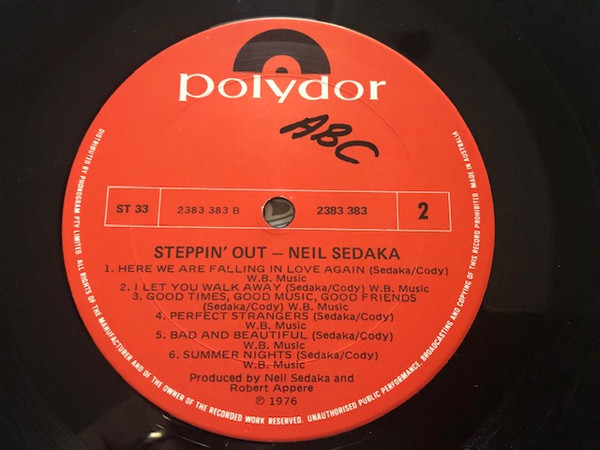 polydor
ABC
ST 33
2383 383 B
2383 383
2
STEPPIN' OUT — NEIL SEDAKA
1. HERE WE ARE FALLING IN LOVE AGAIN (Sedaka/Cody)
W.B. Music
2. I LET YOU WALK AWAY (Sedaka/Cody) W.B. Music
3. GOOD TIMES, GOOD MUSIC, GOOD FRIENDS
(Sedaka/Cody) W.B. Music
4. PERFECT STRANGERS (Sedaka/Cody)
W.B. Music
5. BAD AND BEAUTIFUL (Sedaka/Cody)
W.B. Music
6. SUMMER NIGHTS (Sedaka/Cody)
W.B. Music
Produced by Neil Sedaka and
Robert Appere
℗ 1976
DISTRIBUTED BY PHONOGRAM PTY LIMITED. ALL RIGHTS OF THE MANUFACTURER AND OF THE OWNER OF THE RECORDED WORK RESERVED. UNAUTHORISED PUBLIC PERFORMANCE, BROADCASTING AND COPYING OF THIS RECORD PROHIBITED MADE IN AUSTRALIA